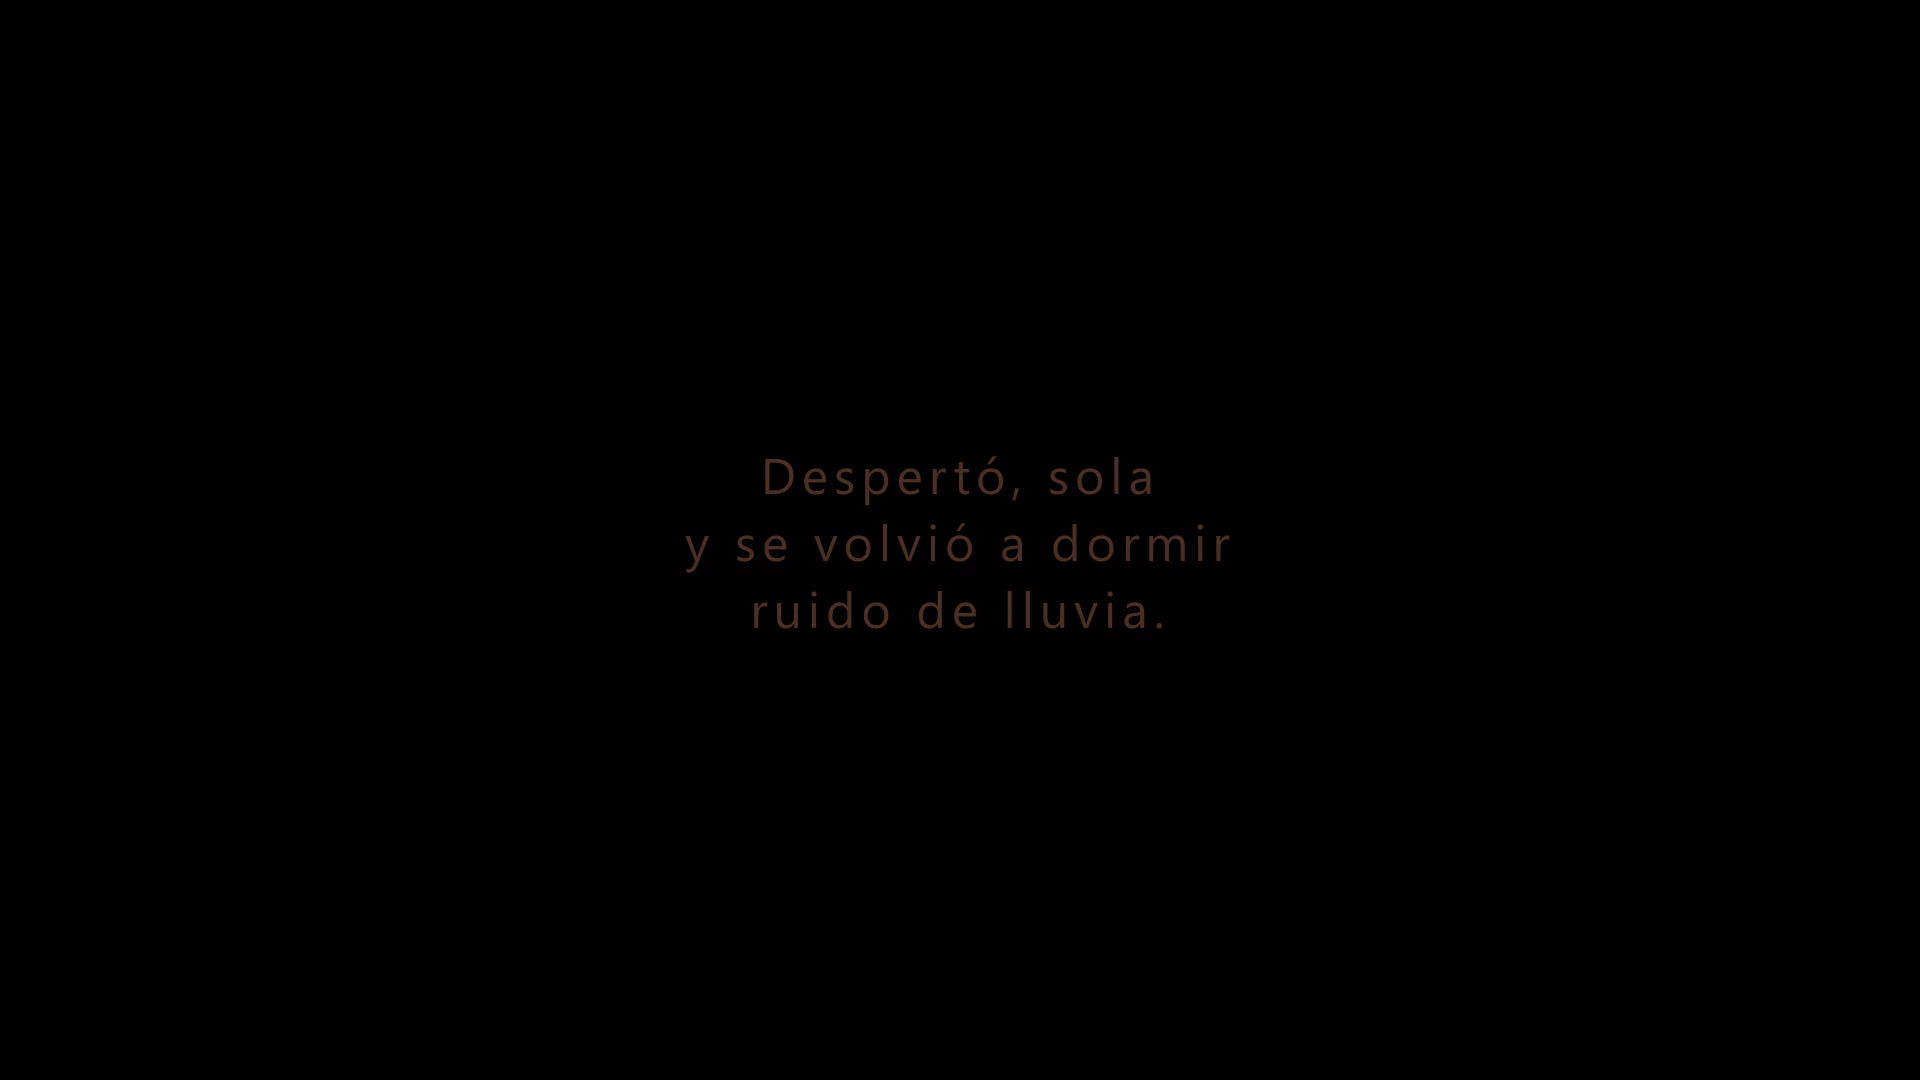 Despertó, sola
y se volvió a dormir
ruido de lluvia.